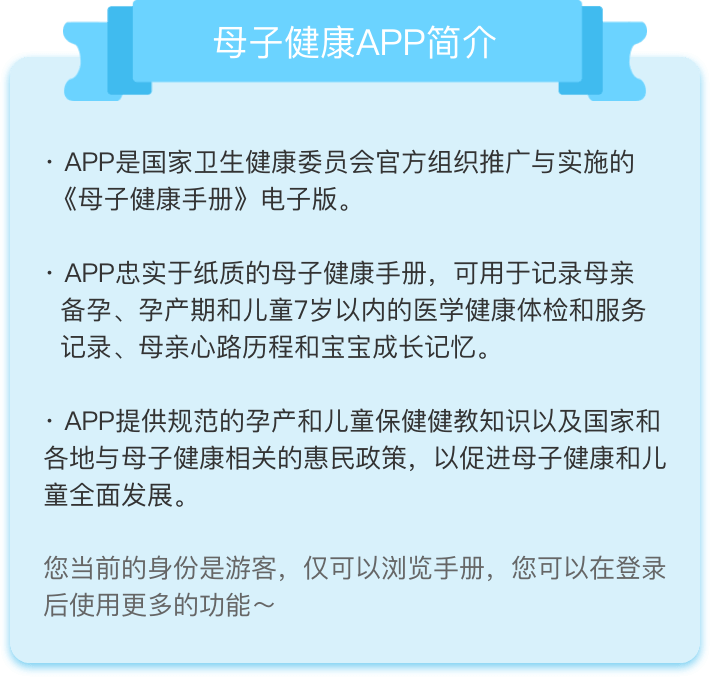 母子健康APP简介
· APP是国家卫生健康委员会官方组织推广与实施的
《母子健康手册》电子版。
· APP忠实于纸质的母子健康手册，可用于记录母亲
备孕、孕产期和儿童7岁以内的医学健康体检和服务
记录、母亲心路历程和宝宝成长记忆。
· APP提供规范的孕产和儿童保健健教知识以及国家和
各地与母子健康相关的惠民政策，以促进母子健康和儿
童全面发展。
您当前的身份是游客，仅可以浏览手册，您可以在登录
后使用更多的功能～